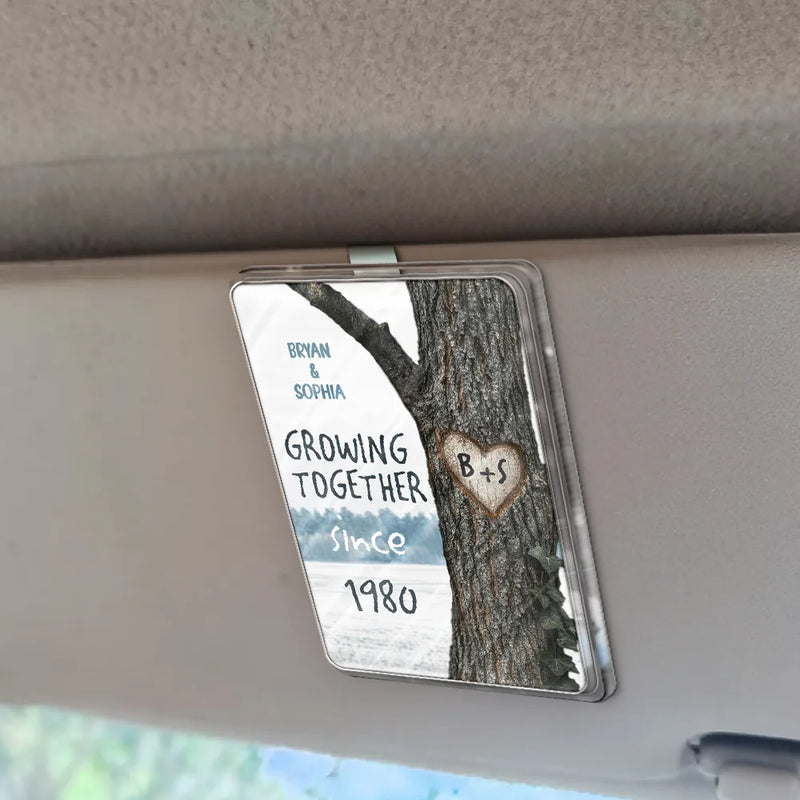 BRYAN
&
SOPHIA
GROWING
TOGETHER
since
1980
B+S